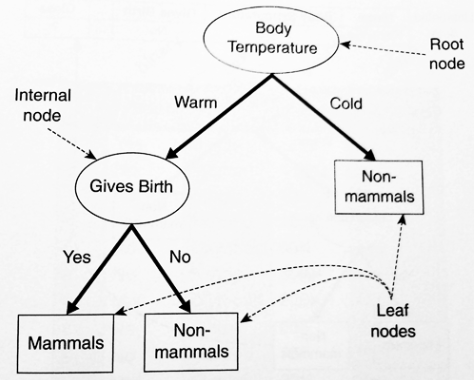 Body
Temperature
Root
node
Internal
node
Warm
Cold
Gives Birth
Non-
mammals
Yes
No
Leaf
nodes
Mammals
Non-
mammals